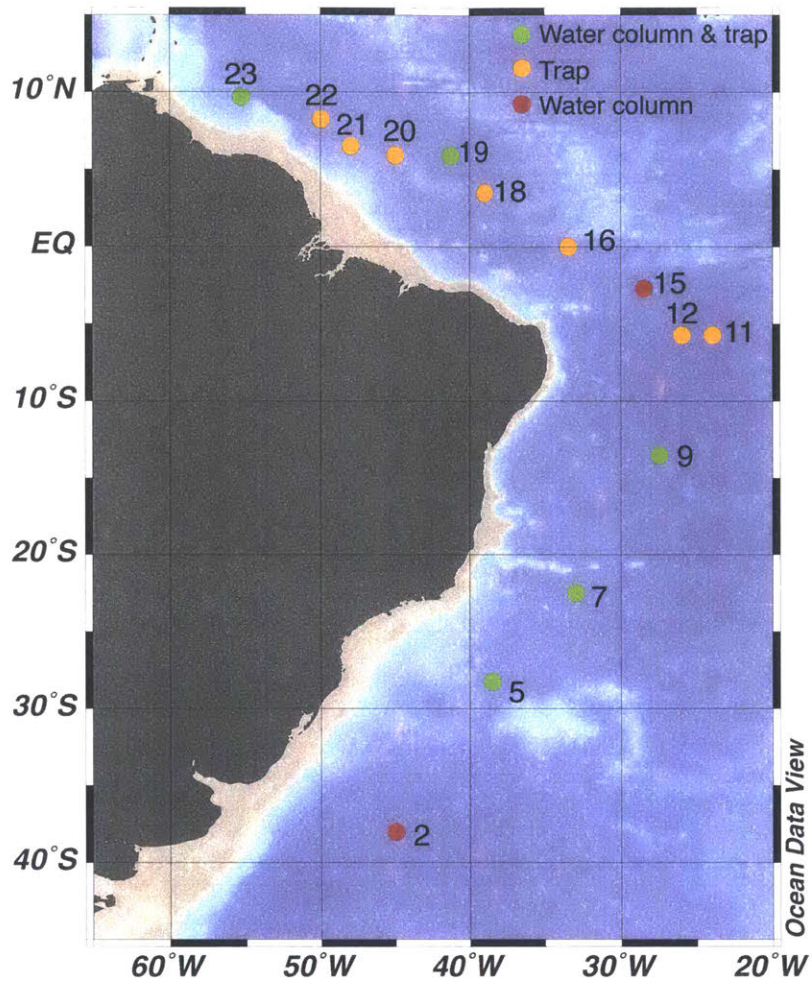 Water column & trap
Trap
Water column
10˚N
EQ
10˚S
20˚S
30˚S
40˚S
60˚W
50˚W
40˚W
30˚W
20˚W
23
22
21
20
19
18
16
15
12
11
9
7
5
2
Ocean Data View